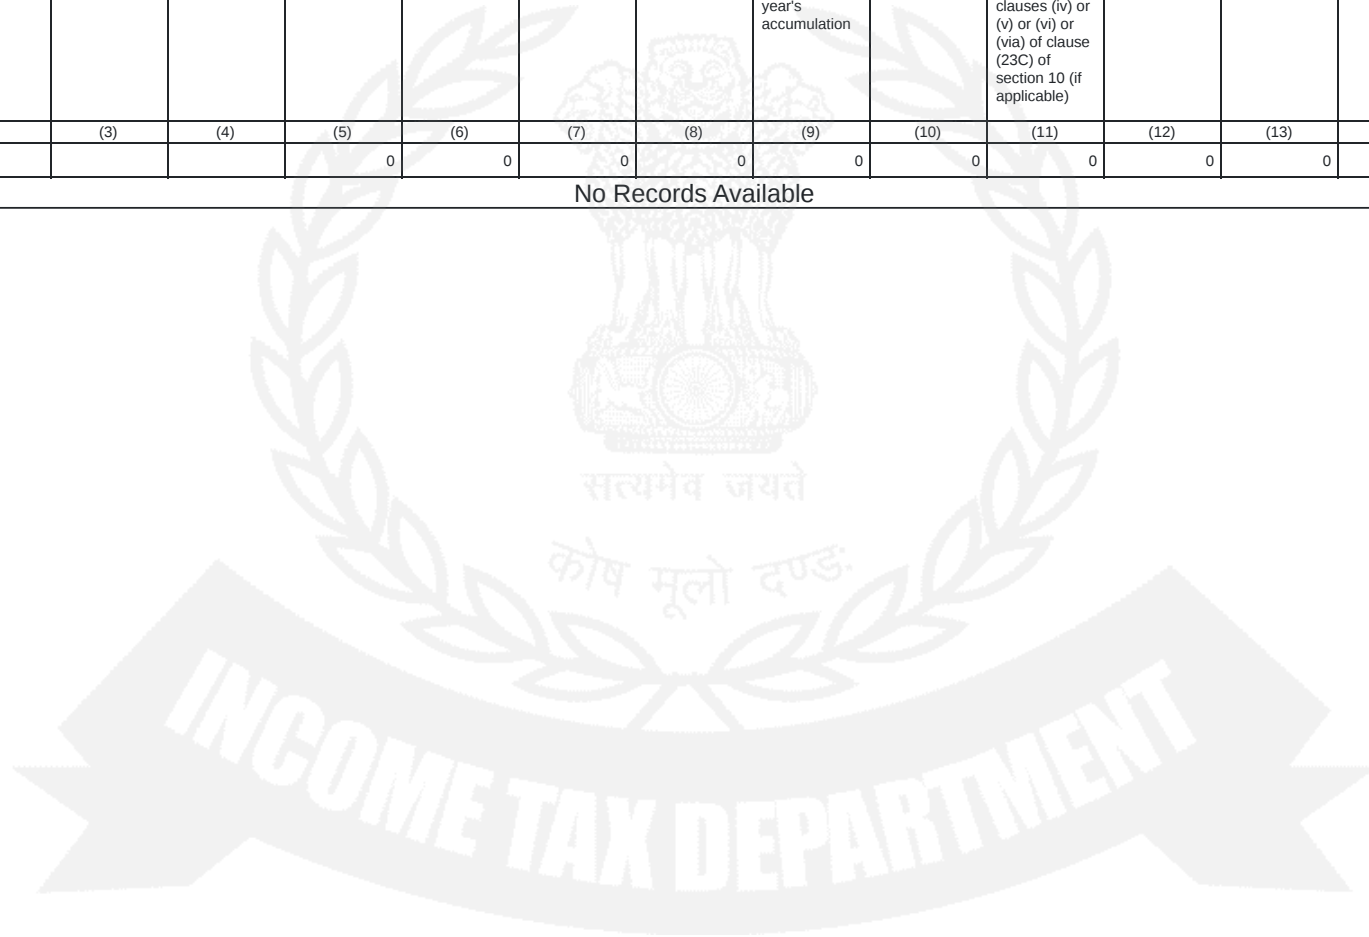 year's
accumulation
clauses (iv) or
(v) or (vi) or
(via) of clause
(23C) of
section 10 (if
applicable)
(3) (4) (5) (6) (7) (8) (9) (10) (11) (12) (13)
0 0 0 0 0 0 0 0 0
No Records Available
सत्यमेव जयते
कोष मूलो दण्डः
INCOME TAX DEPARTMENT